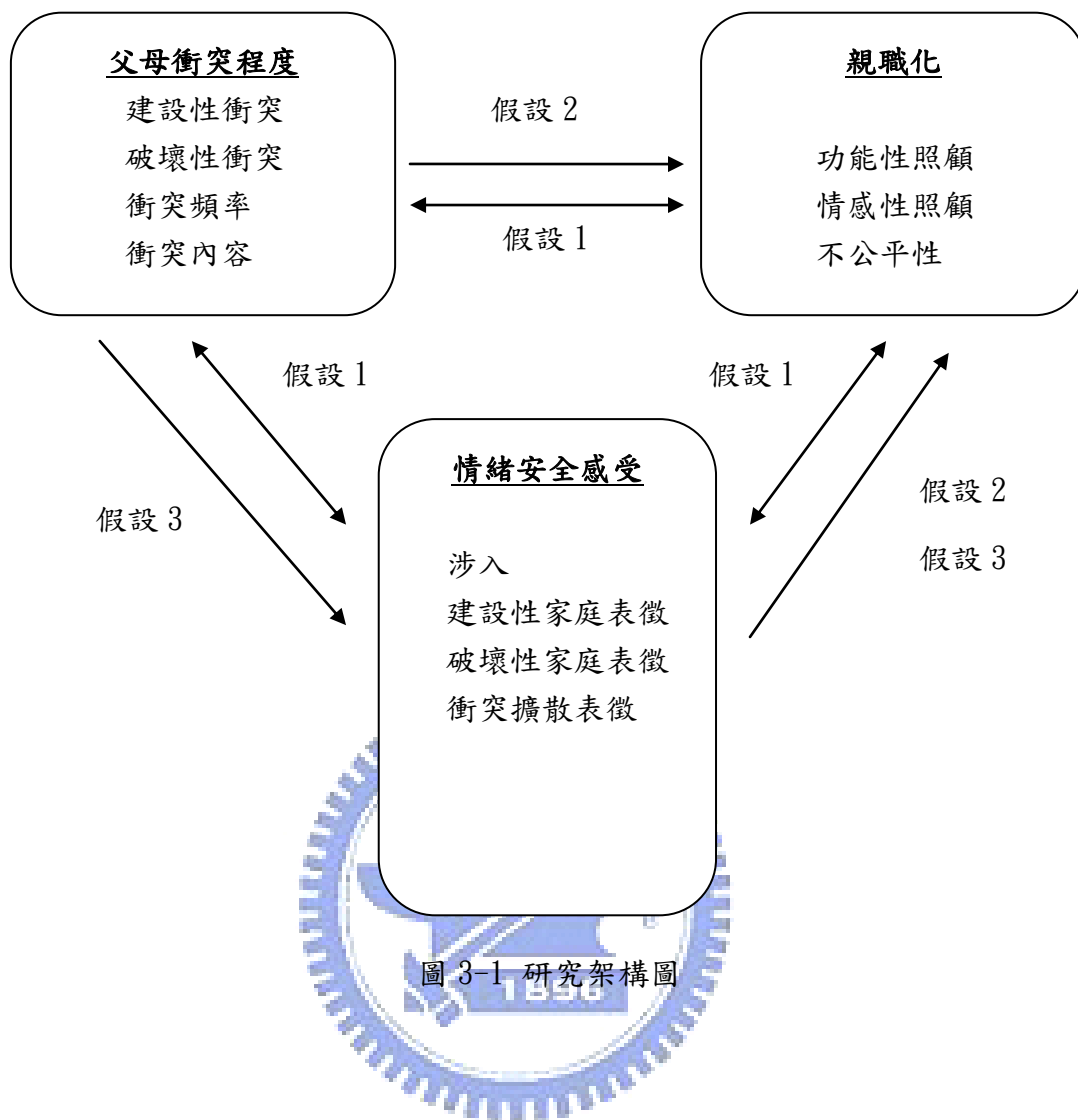 父母衝突程度
建設性衝突
破壞性衝突
衝突頻率
衝突內容
假設 2
假設 1
親職化
功能性照顧
情感性照顧
不公平性
假設 1
假設 1
假設 3
假設 2
假設 3
情緒安全感受
涉入
建設性家庭表徵
破壞性家庭表徵
衝突擴散表徵
圖 3-1 研究架構圖
1896